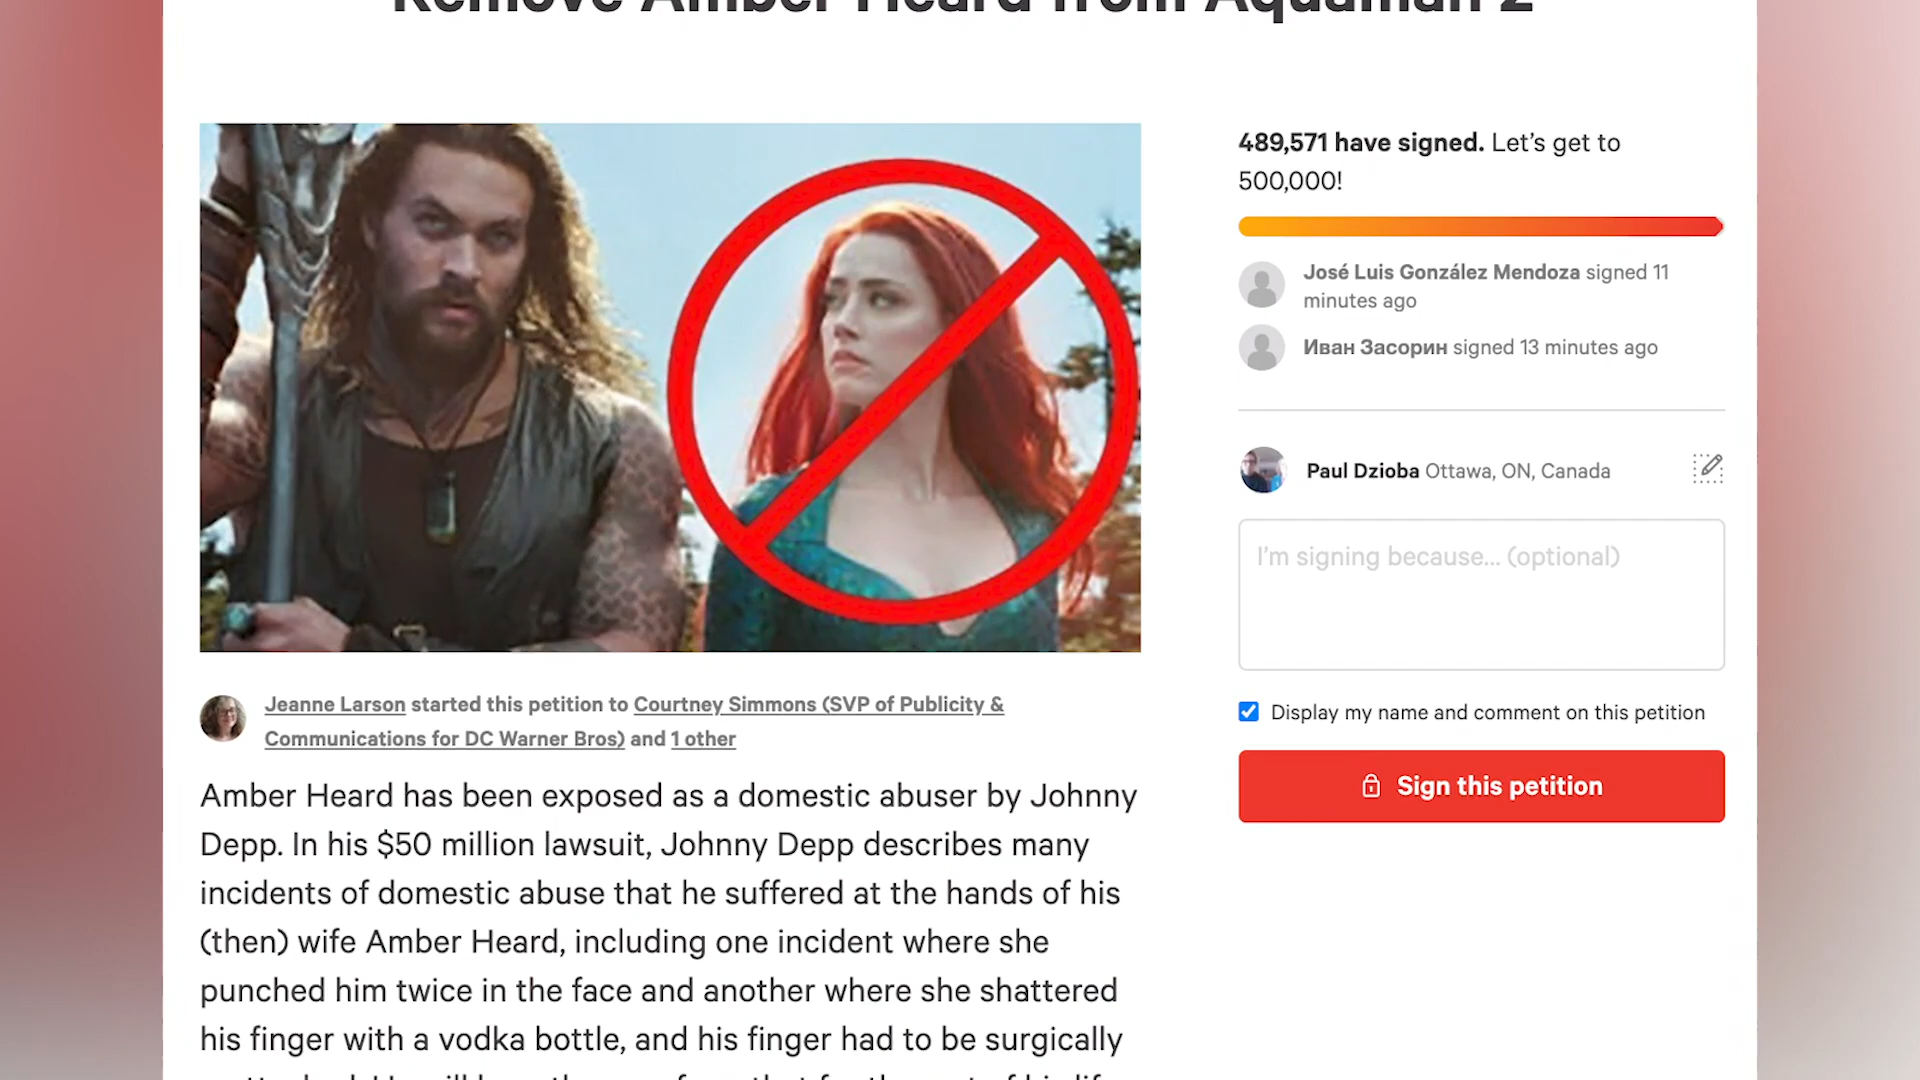 Remove Amber Heard from Aquaman 2
489,571 have signed. Let’s get to
500,000!
José Luis González Mendoza signed 11
minutes ago
Иван Засорин signed 13 minutes ago
Paul Dzioba Ottawa, ON, Canada
I’m signing because... (optional)
Display my name and comment on this petition
Sign this petition
Jeanne Larson started this petition to Courtney Simmons (SVP of Publicity &
Communications for DC Warner Bros) and 1 other
Amber Heard has been exposed as a domestic abuser by Johnny
Depp. In his $50 million lawsuit, Johnny Depp describes many
incidents of domestic abuse that he suffered at the hands of his
(then) wife Amber Heard, including one incident where she
punched him twice in the face and another where she shattered
his finger with a vodka bottle, and his finger had to be surgically